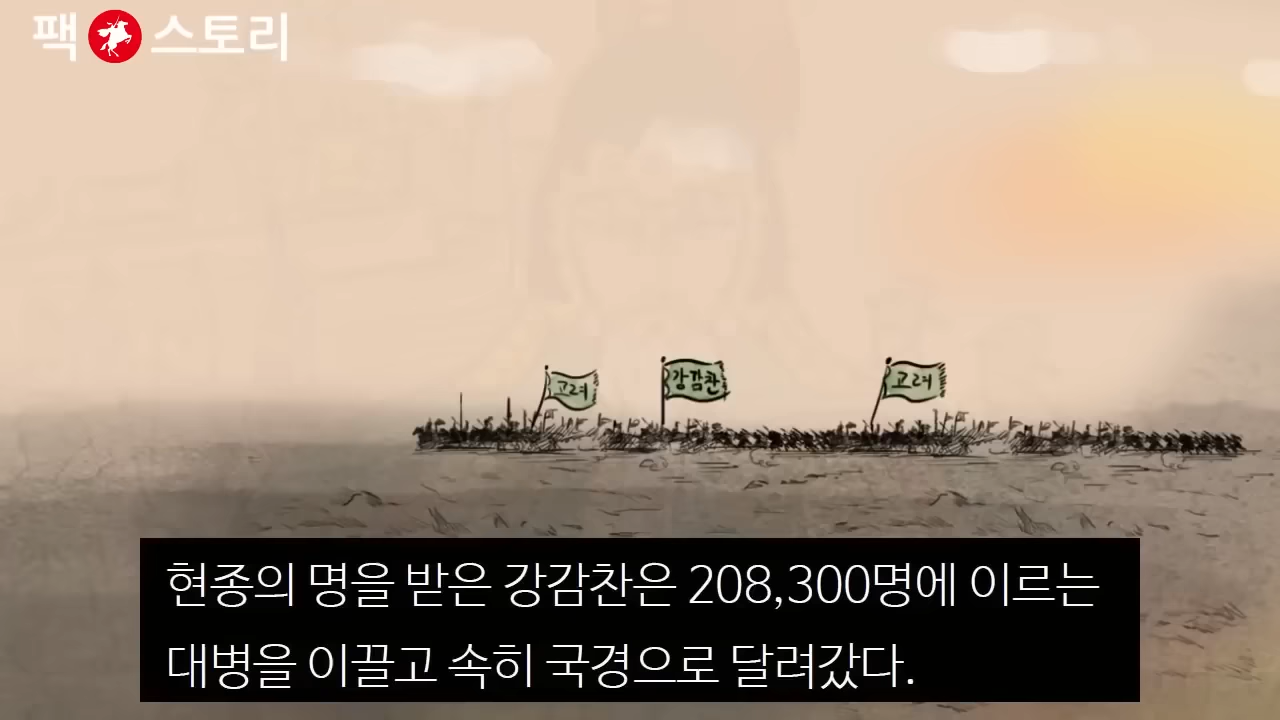 팩 스토리
고려
강감찬
고려
현종의 명을 받은 강감찬은 208,300명에 이르는
대병을 이끌고 속히 국경으로 달려갔다.